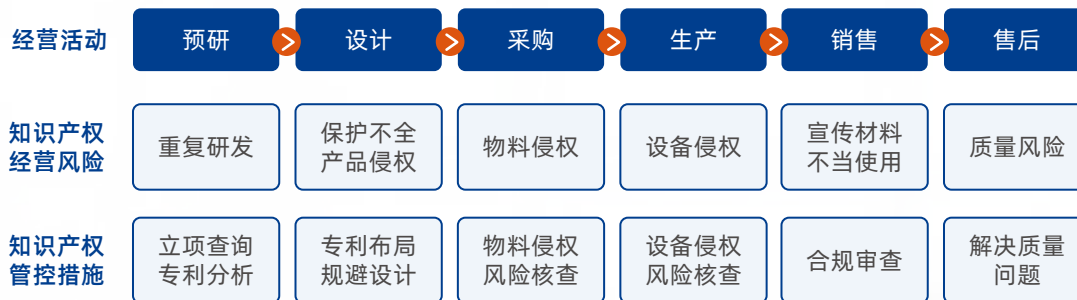 经营活动 预研 设计 采购 生产 销售 售后
知识产权
经营风险
重复研发
保护不全
产品侵权
物料侵权
设备侵权
宣传材料
不当使用
质量风险
知识产权
管控措施
立项查询
专利分析
专利布局
规避设计
物料侵权
风险核查
设备侵权
风险核查
合规审查
解决质量
问题